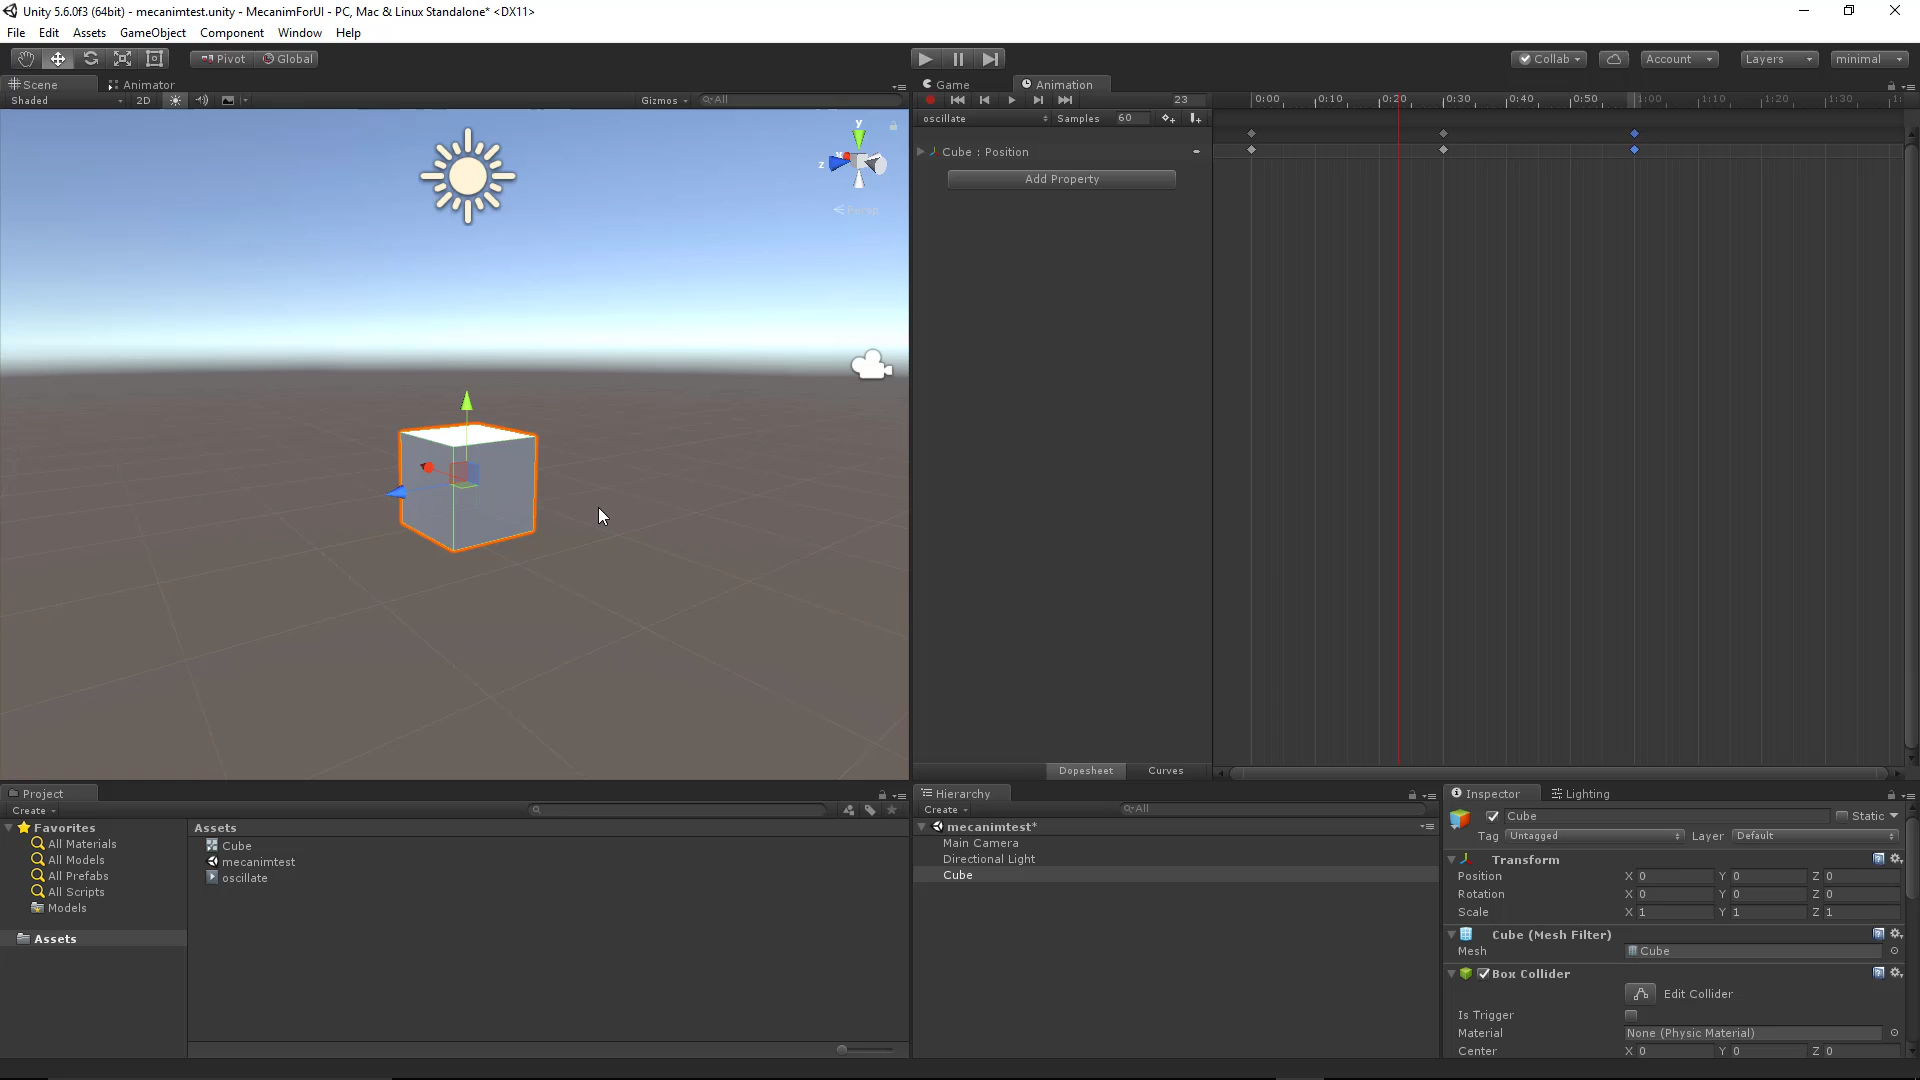 Unity 5.6.0f3 (64bit) - mecanimtest.unity - MecanimForUI - PC, Mac & Linux Standalone* <DX11>
File Edit Assets GameObject Component Window Help
Pivot Global Collab Account Layers minimal
Scene Animator
Shaded 2D Gizmos All
y
x
z
Persp
Game Animation
23
oscillate Samples 60
0:00 0:10 0:20 0:30 0:40 0:50 1:00 1:10 1:20 1:30
Cube : Position
Add Property
Dopesheet Curves
Project
Create
Favorites
All Materials
All Models
All Prefabs
All Scripts
Models
Assets
Assets
Cube
mecanimtest
oscillate
Hierarchy
Create All
mecanimtest*
Main Camera
Directional Light
Cube
Inspector Lighting
Cube Static
Tag Untagged Layer Default
Transform
Position X 0 Y 0 Z 0
Rotation X 0 Y 0 Z 0
Scale X 1 Y 1 Z 1
Cube (Mesh Filter)
Mesh Cube
Box Collider
Edit Collider
Is Trigger
Material None (Physic Material)
Center X 0 Y 0 Z 0